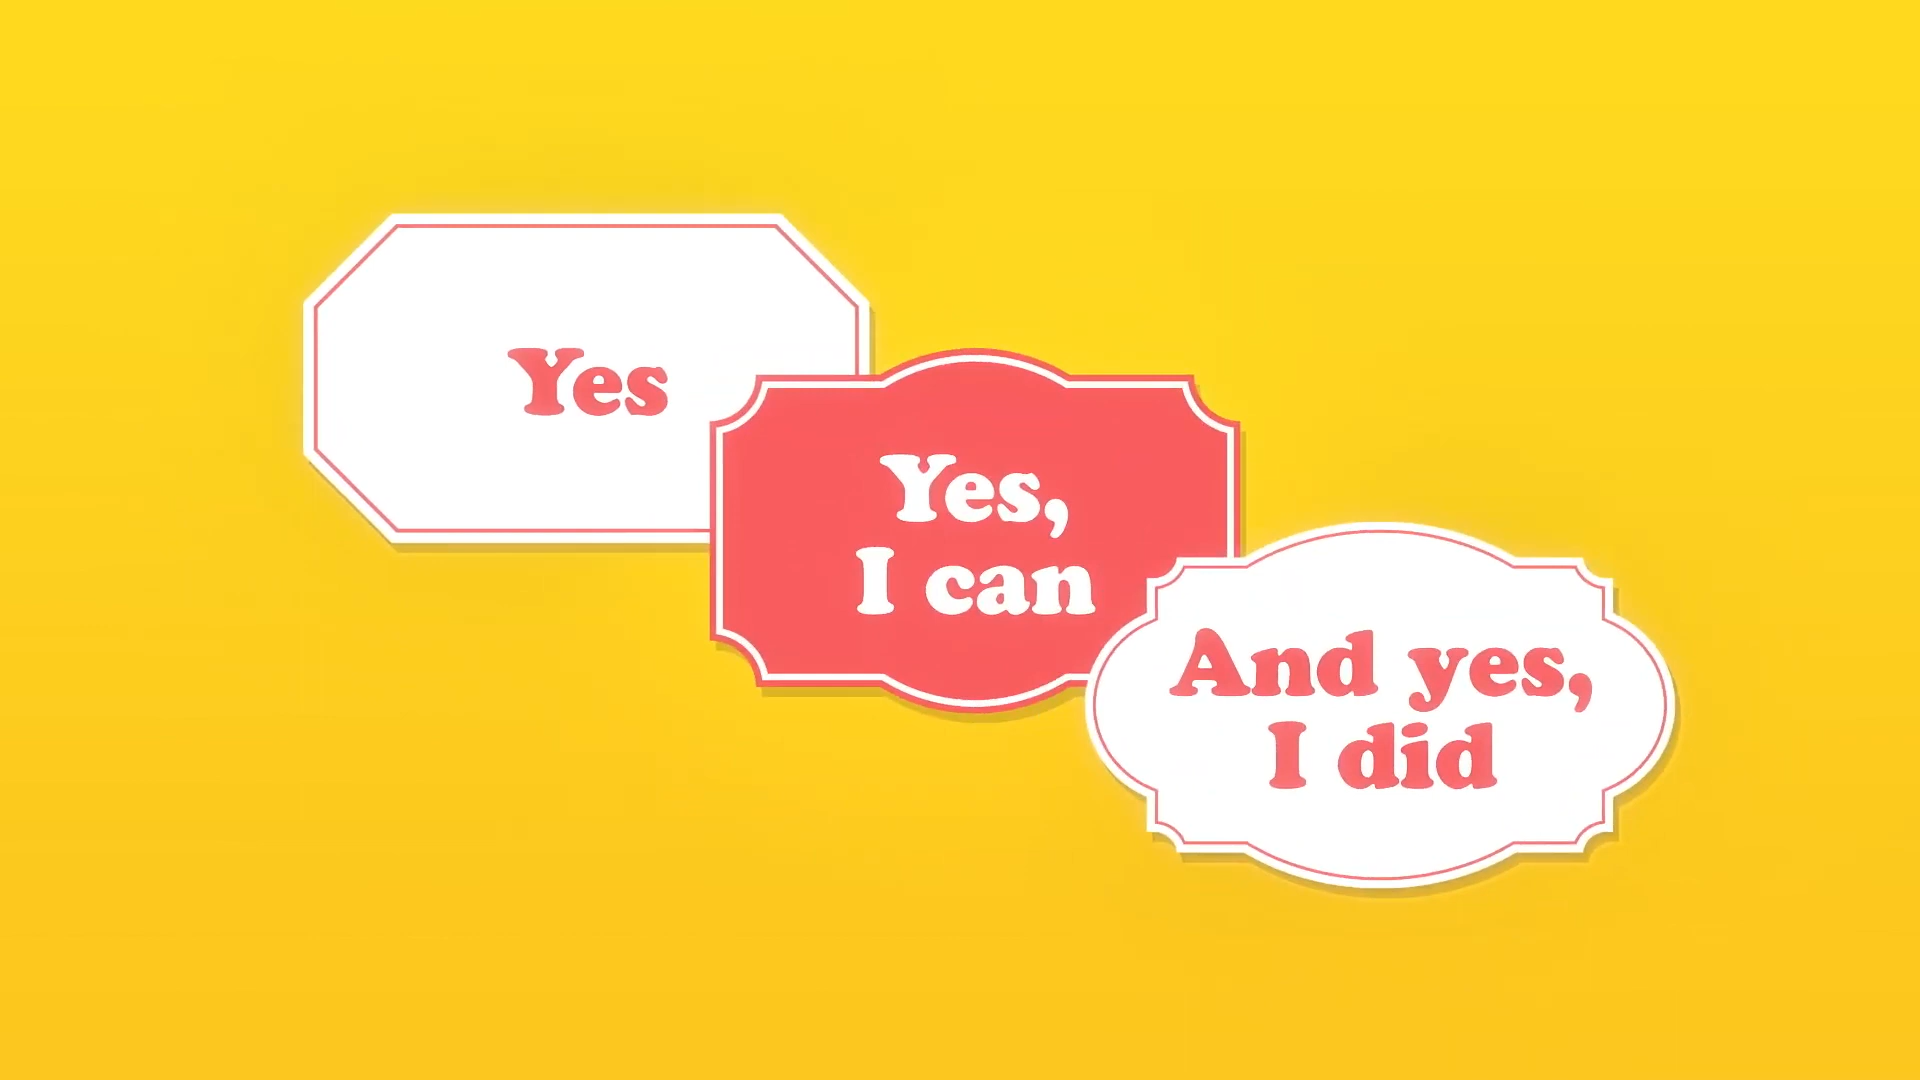 Yes
Yes,
I can
And yes,
I did